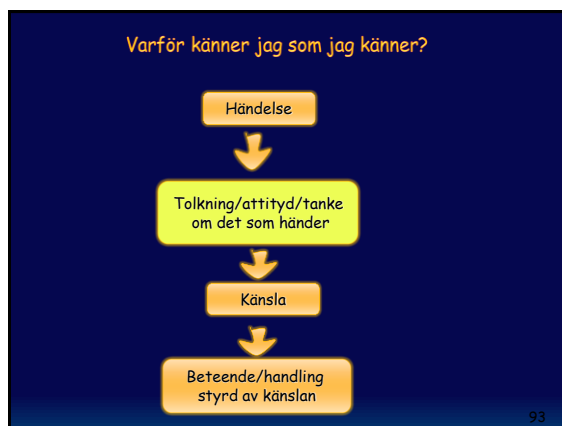 Varför känner jag som jag känner?
Händelse
Tolkning/attityd/tanke
om det som händer
Känsla
Beteende/handling
styrd av känslan
93